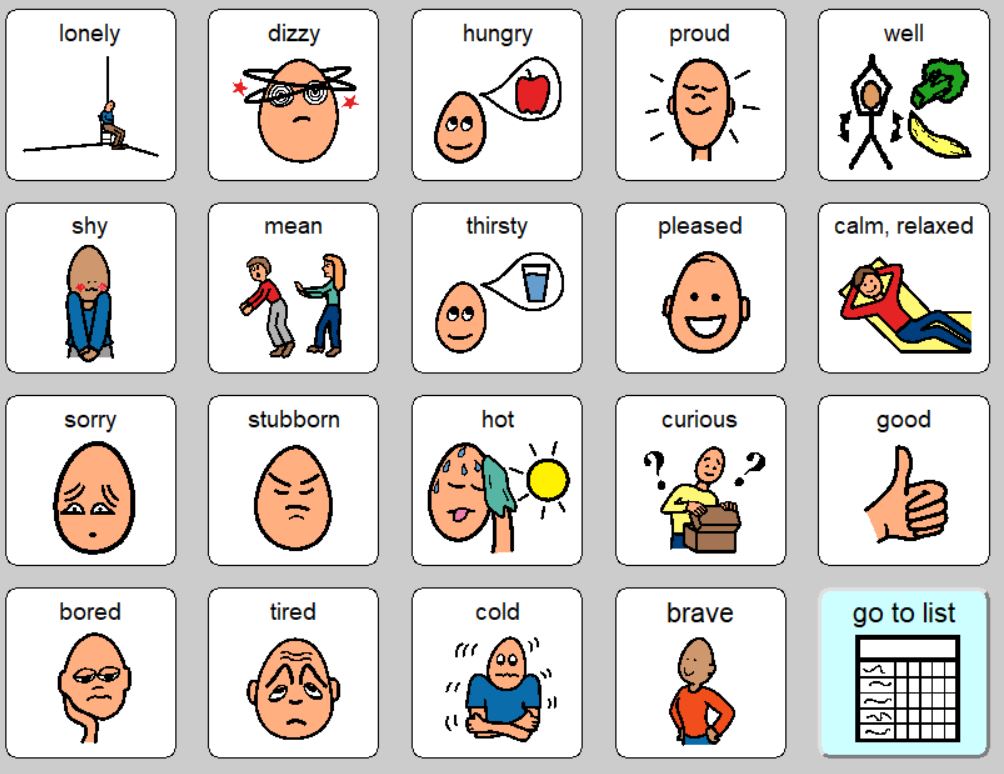 lonely
dizzy
hungry
proud
well
shy
mean
thirsty
pleased
calm, relaxed
sorry
stubborn
hot
curious
good
bored
tired
cold
brave
go to list